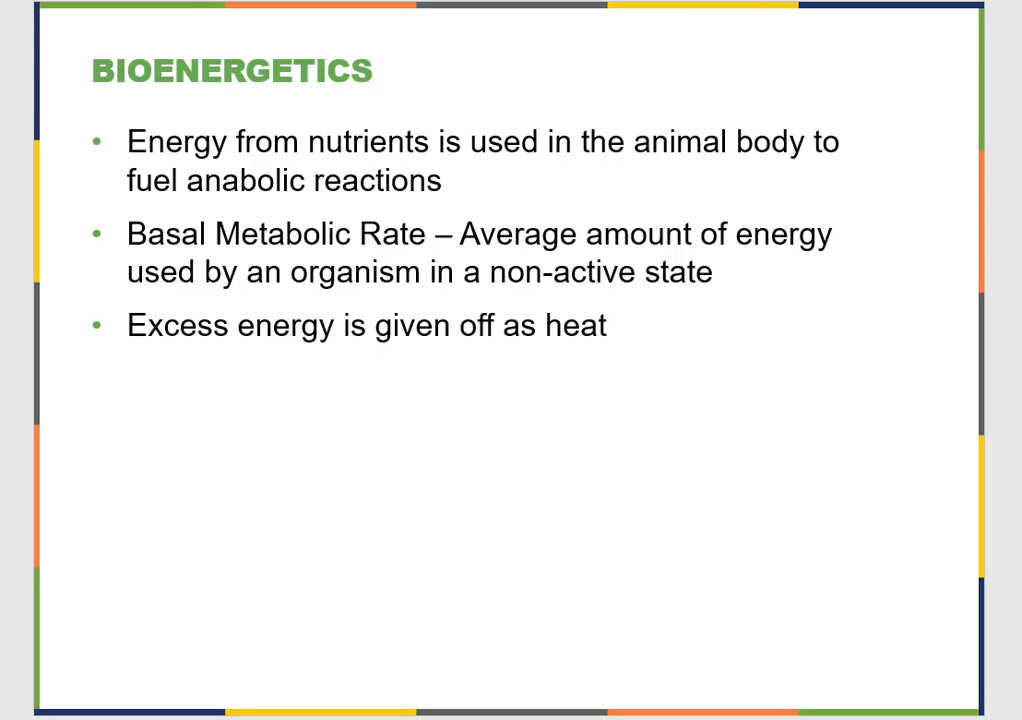 BIOENERGETICS
• Energy from nutrients is used in the animal body to
fuel anabolic reactions
• Basal Metabolic Rate – Average amount of energy
used by an organism in a non-active state
• Excess energy is given off as heat